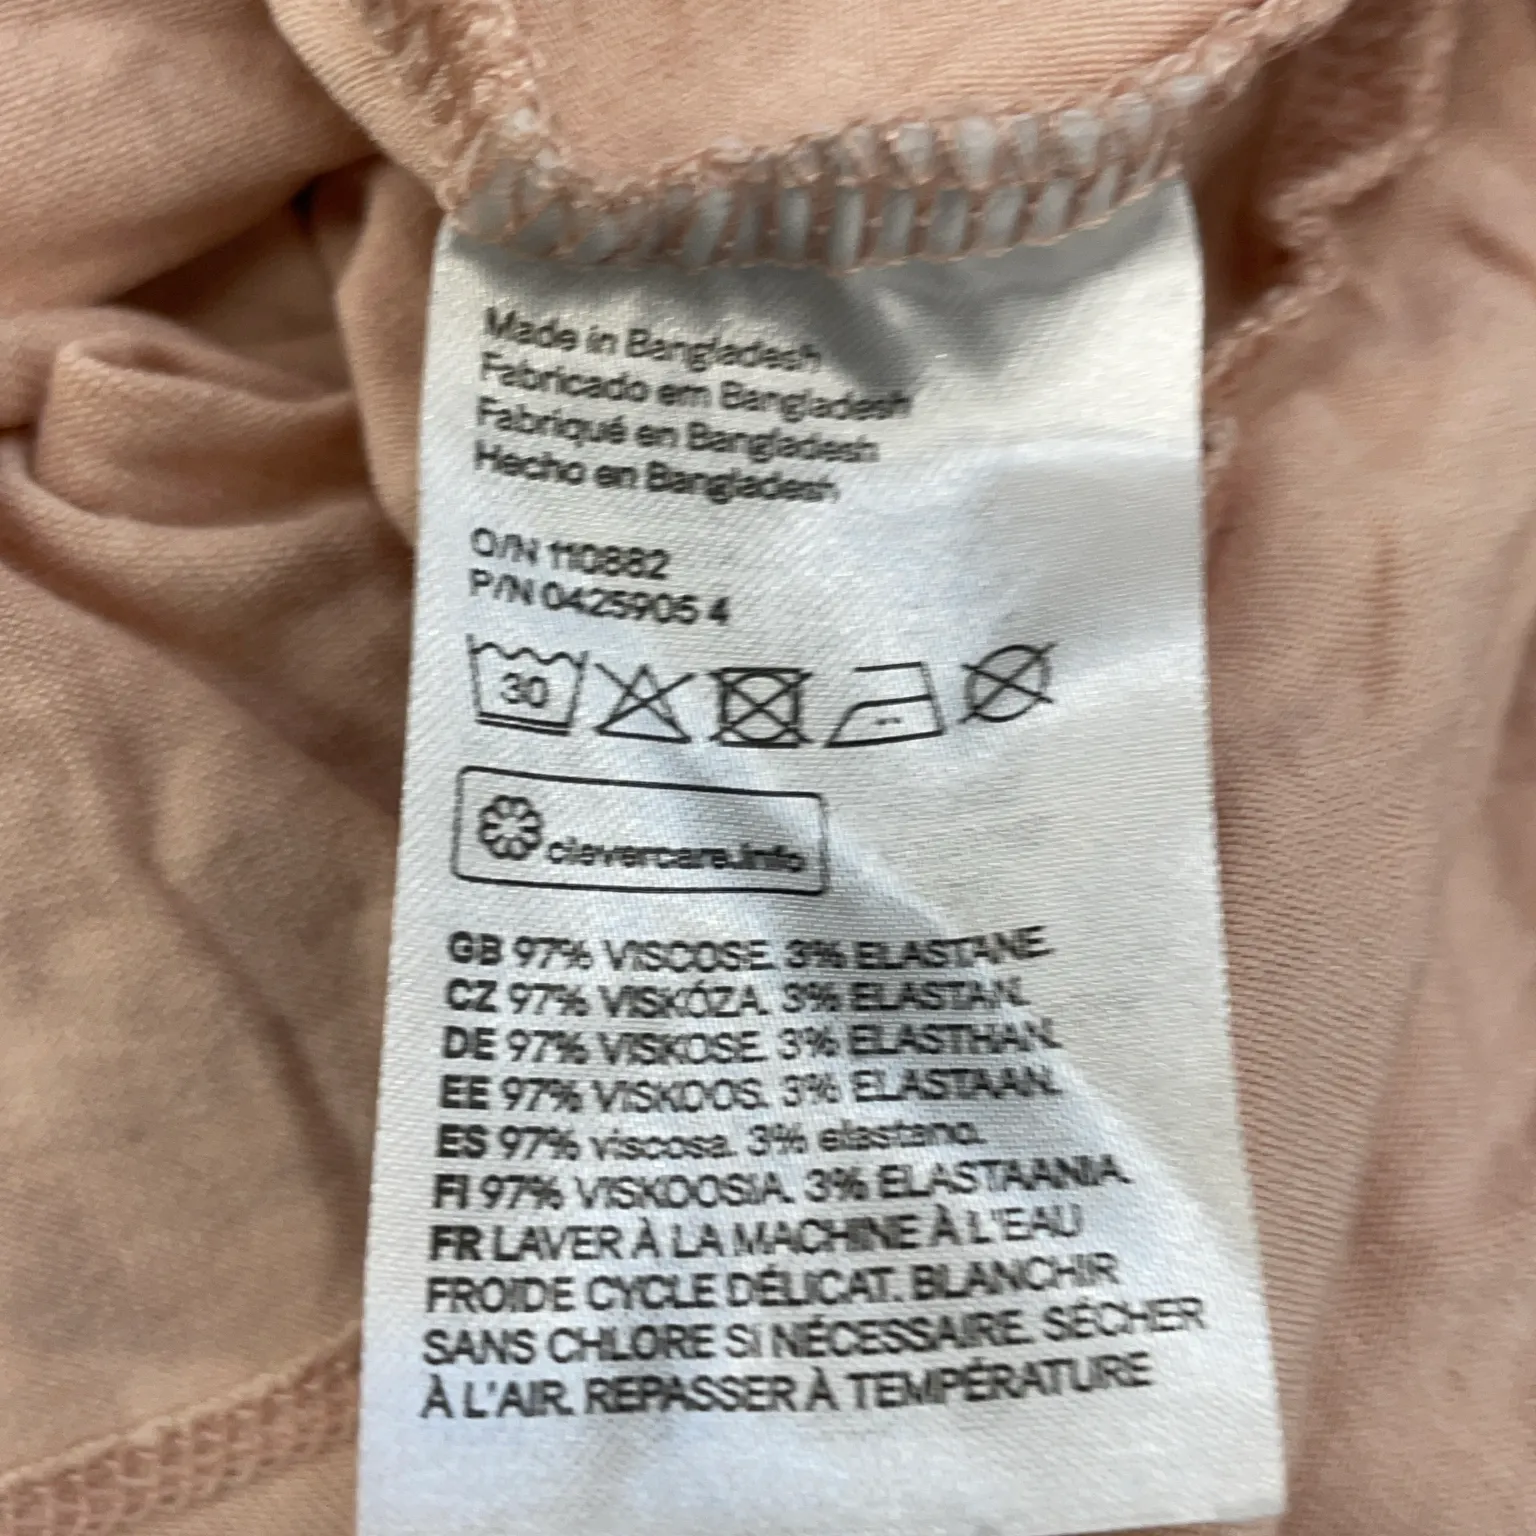 Made in Bangladesh
Fabricado em Bangladesh
Fabriqué en Bangladesh
Hecho en Bangladesh
O/N 110882
P/N 0425905 4
30
clevercare.info
GB 97% VISCOSE. 3% ELASTANE.
CZ 97% VISKÓZA. 3% ELASTAN.
DE 97% VISKOSE. 3% ELASTHAN.
EE 97% VISKOOS. 3% ELASTAAN.
ES 97% viscosa. 3% elastano.
FI 97% VISKOOSIA. 3% ELASTAANIA.
FR LAVER À LA MACHINE À L'EAU
FROIDE CYCLE DÉLICAT. BLANCHIR
SANS CHLORE SI NÉCESSAIRE. SÉCHER
À L'AIR. REPASSER À TEMPÉRATURE